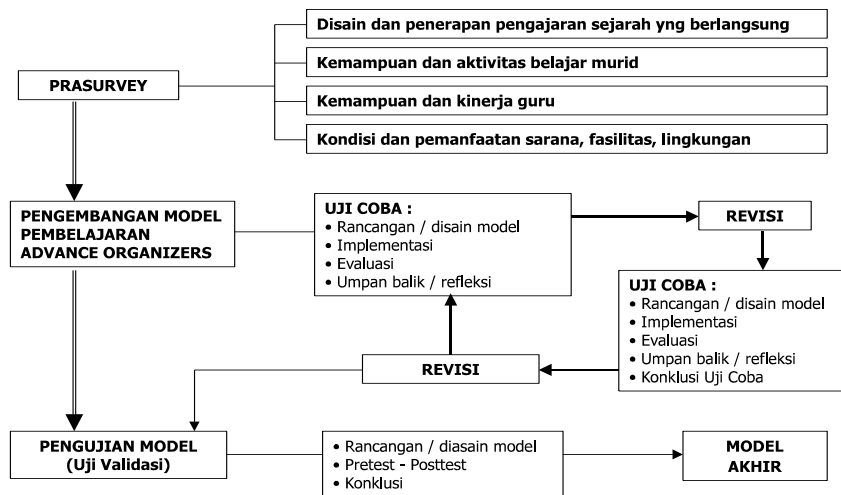 Disain dan penerapan pengajaran sejarah yng berlangsung
Kemampuan dan aktivitas belajar murid
PRASURVEY
Kemampuan dan kinerja guru
Kondisi dan pemanfaatan sarana, fasilitas, lingkungan
PENGEMBANGAN MODEL
PEMBELAJARAN
ADVANCE ORGANIZERS
UJI COBA :
• Rancangan / disain model
• Implementasi
• Evaluasi
• Umpan balik / refleksi
REVISI
UJI COBA :
• Rancangan / disain model
• Implementasi
• Evaluasi
• Umpan balik / refleksi
• Konklusi Uji Coba
REVISI
PENGUJIAN MODEL
(Uji Validasi)
• Rancangan / diasain model
• Pretest - Posttest
• Konklusi
MODEL
AKHIR